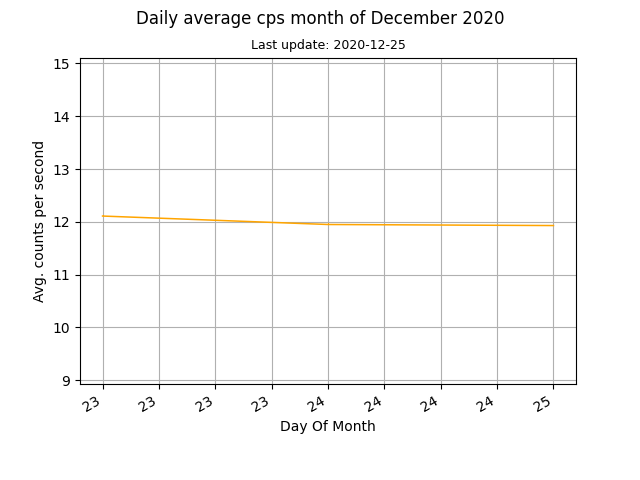 Daily average cps month of December 2020
Last update: 2020-12-25
15
14
13
12
11
10
9
Avg. counts per second
23 23 23 23 24 24 24 24 25
Day Of Month